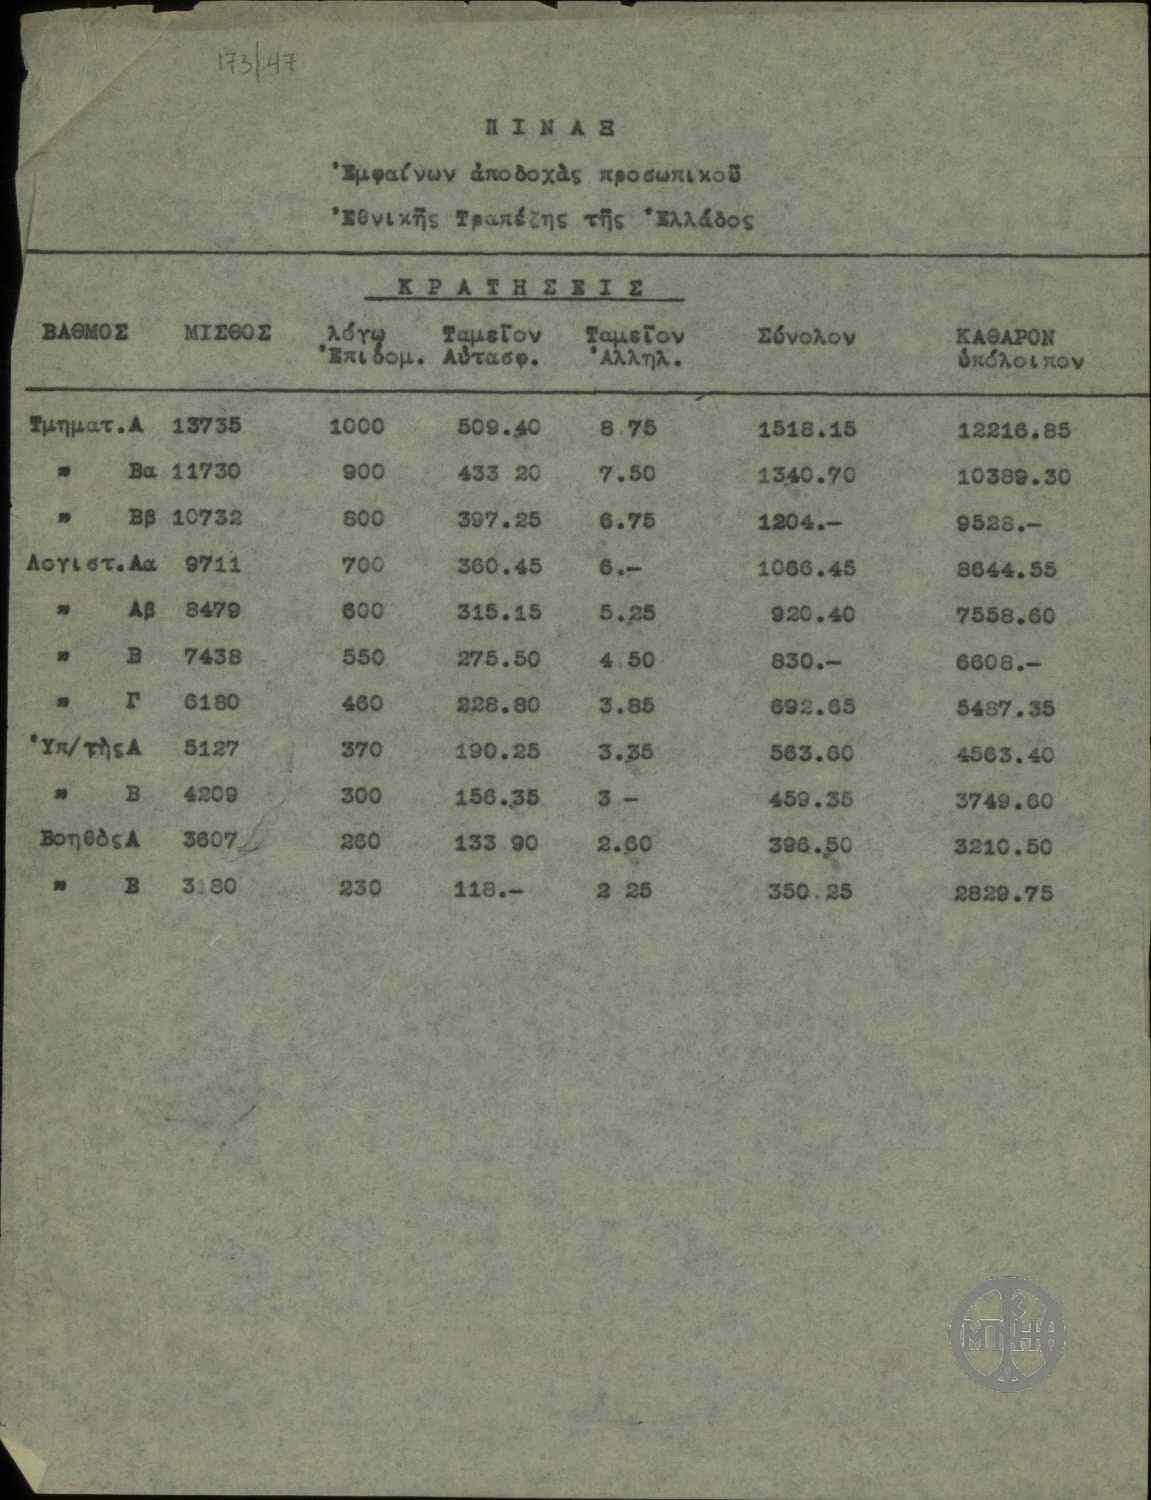 173/47
ΠΙΝΑΞ
Ἐμφαίνων ἀποδοχὰς προσωπικοῦ
Ἐθνικῆς Τραπέζης τῆς Ἑλλάδος
ΚΡΑΤΗΣΕΙΣ
ΒΑΘΜΟΣ ΜΙΣΘΟΣ λόγῳ Ταμεῖον Ταμεῖον Σύνολον ΚΑΘΑΡΟΝ
Ἐπιδομ. Αὐτασφ. Ἀλληλ. ὑπόλοιπον
Τμηματ.Α 13735 1000 509.40 8.75 1518.15 12216.85
" Βα 11730 900 433 20 7.50 1340.70 10389.30
" Ββ 10732 800 397.25 6.75 1204.- 9528.-
Λογιστ.Αα 9711 700 360.45 6.- 1066.45 8644.55
" Αβ 8479 600 315.15 5.25 920.40 7558.60
" Β 7438 550 275.50 4.50 830.- 6608.-
" Γ 6180 460 228.80 3.85 692.65 5487.35
Ὑπ/τὴςΑ 5127 370 190.25 3.35 563.60 4563.40
" Β 4209 300 156.35 3 - 459.35 3749.60
ΒοηθὸςΑ 3607 260 133 90 2.60 396.50 3210.50
" Β 3180 230 118.- 2 25 350.25 2829.75